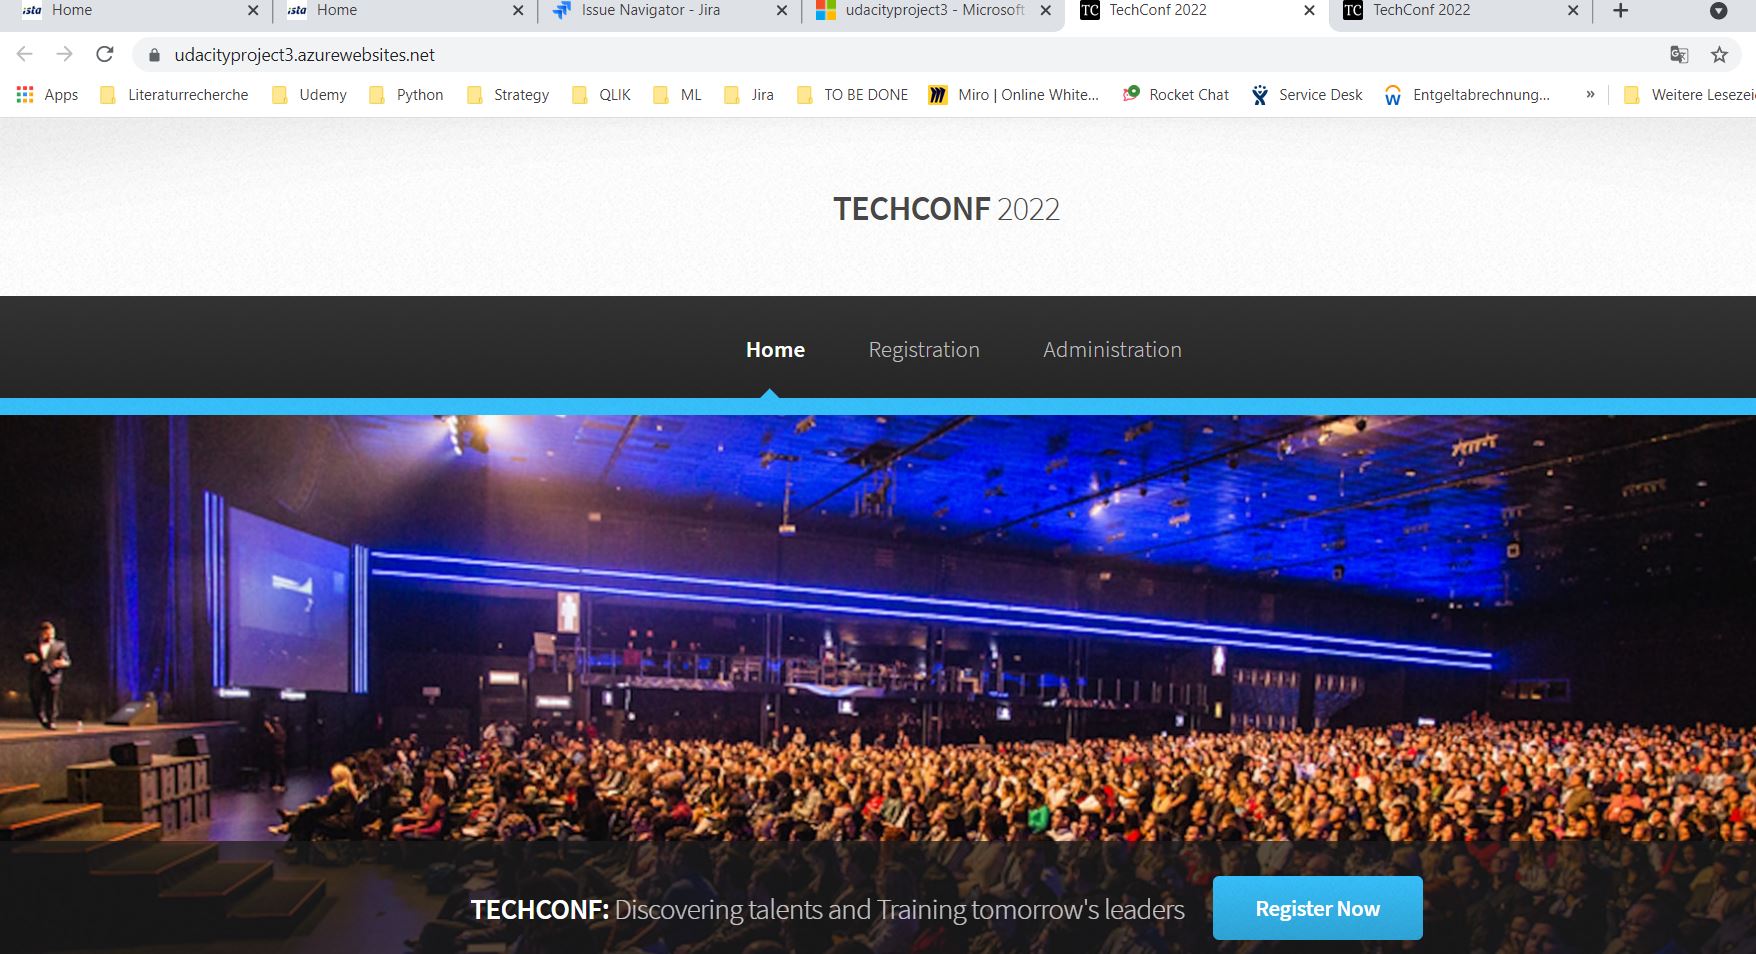 ista Home ista Home Issue Navigator - Jira udacityproject3 - Microsoft TC TechConf 2022 TC TechConf 2022
udacityproject3.azurewebsites.net
Apps Literaturrecherche Udemy Python Strategy QLIK ML Jira TO BE DONE Miro | Online White... Rocket Chat Service Desk Entgeltabrechnung... » Weitere Lesezei
TECHCONF 2022
Home Registration Administration
TECHCONF: Discovering talents and Training tomorrow's leaders Register Now